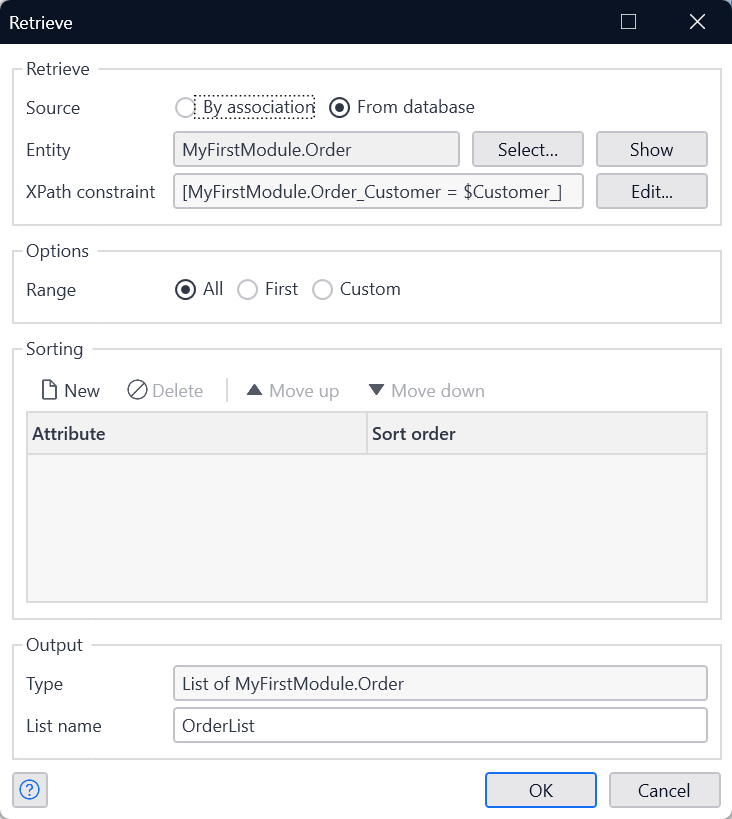 Retrieve
Retrieve
Source By association From database
Entity MyFirstModule.Order Select... Show
XPath constraint [MyFirstModule.Order_Customer = $Customer_] Edit...
Options
Range All First Custom
Sorting
New Delete Move up Move down
Attribute Sort order
Output
Type List of MyFirstModule.Order
List name OrderList
? OK Cancel